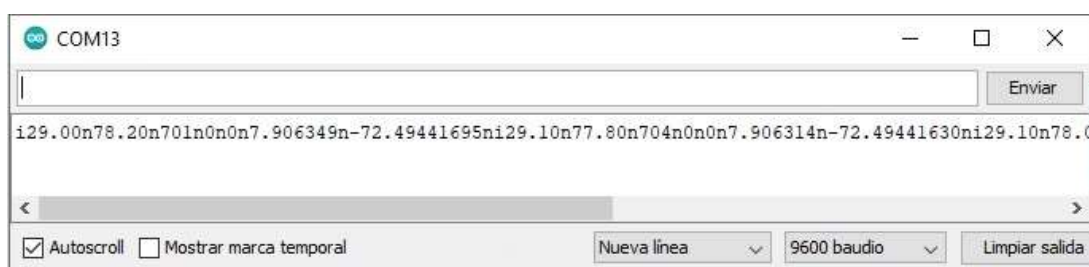 COM13
Enviar
i29.00n78.20n701n0n0n7.906349n-72.49441695ni29.10n77.80n704n0n0n7.906314n-72.49441630ni29.10n78.0
Autoscroll Mostrar marca temporal Nueva línea 9600 baudio Limpiar salida